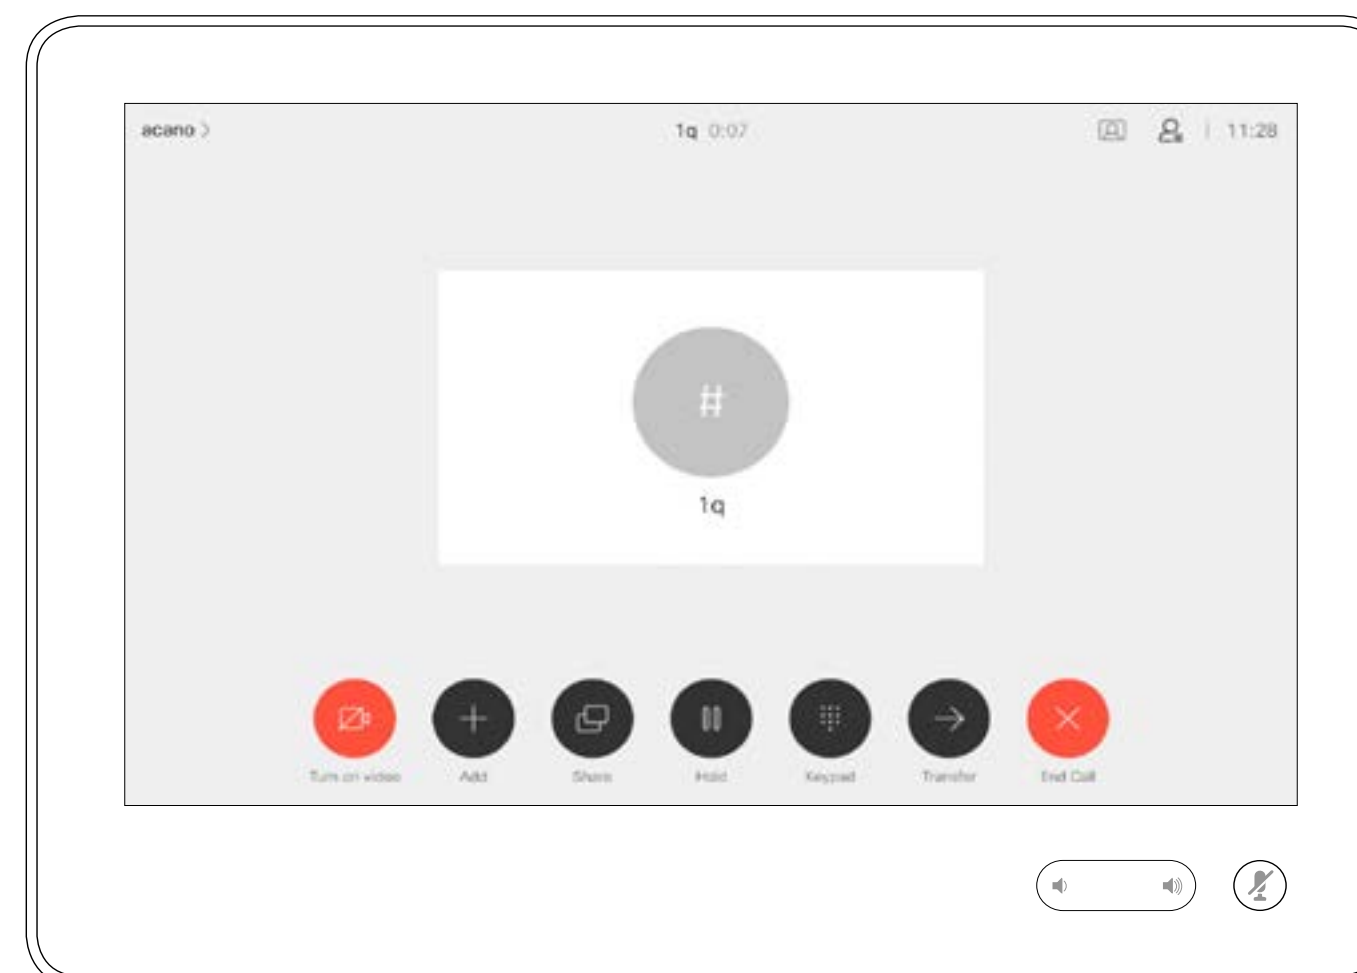 acano
1q 0:07
11:28
#
1q
Turn on video
Add
Share
Hold
Keypad
Transfer
End Call